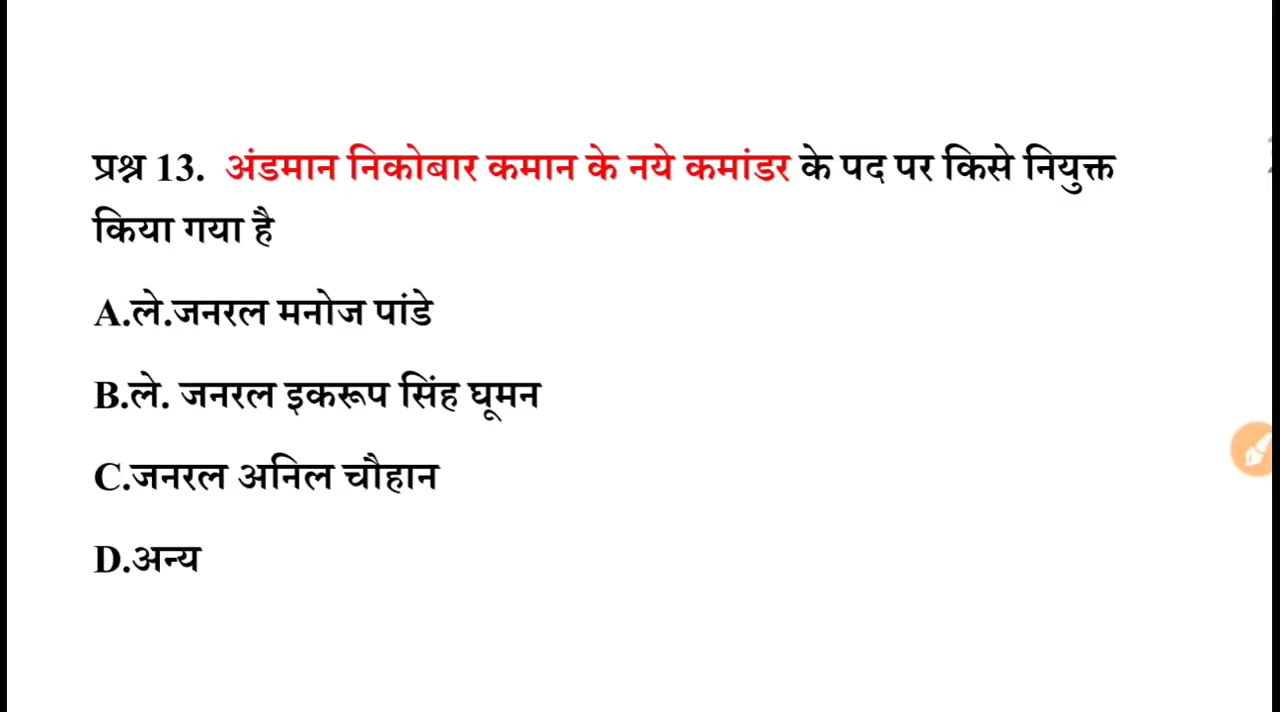 प्रश्न 13. अंडमान निकोबार कमान के नये कमांडर के पद पर किसे नियुक्त
किया गया है
A.ले.जनरल मनोज पांडे
B.ले. जनरल इकरूप सिंह घूमन
C.जनरल अनिल चौहान
D.अन्य